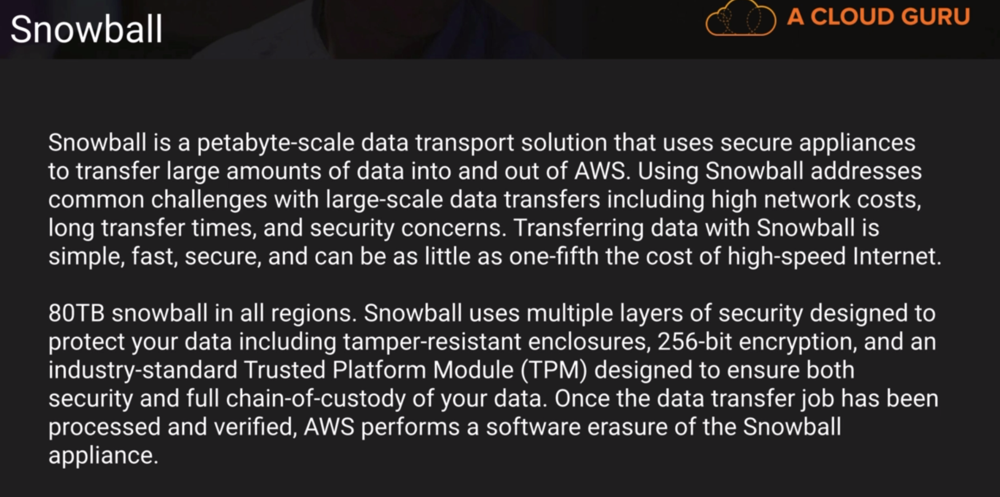 Snowball
A CLOUD GURU
Snowball is a petabyte-scale data transport solution that uses secure appliances
to transfer large amounts of data into and out of AWS. Using Snowball addresses
common challenges with large-scale data transfers including high network costs,
long transfer times, and security concerns. Transferring data with Snowball is
simple, fast, secure, and can be as little as one-fifth the cost of high-speed Internet.
80TB snowball in all regions. Snowball uses multiple layers of security designed to
protect your data including tamper-resistant enclosures, 256-bit encryption, and an
industry-standard Trusted Platform Module (TPM) designed to ensure both
security and full chain-of-custody of your data. Once the data transfer job has been
processed and verified, AWS performs a software erasure of the Snowball
appliance.